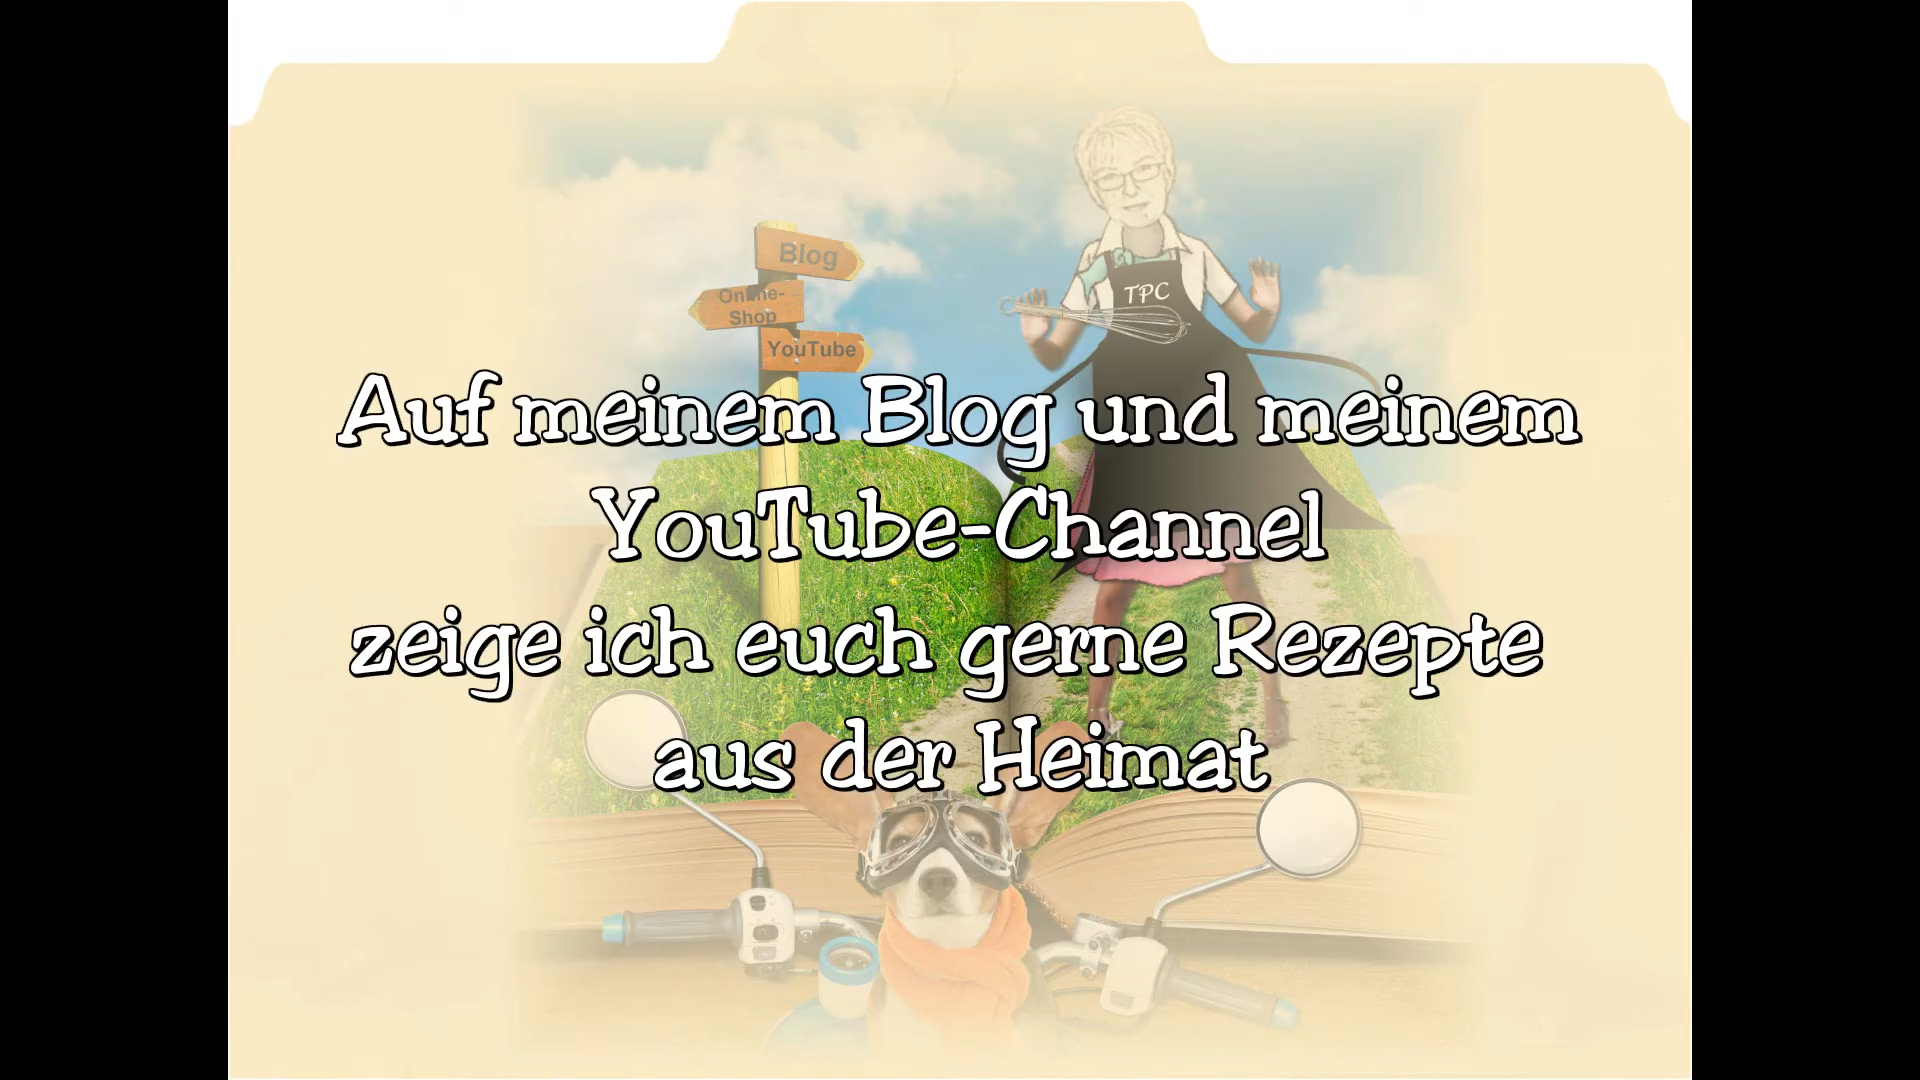 Blog
Online-
Shop
YouTube
TPC
Auf meinem Blog und meinem
YouTube-Channel
zeige ich euch gerne Rezepte
aus der Heimat